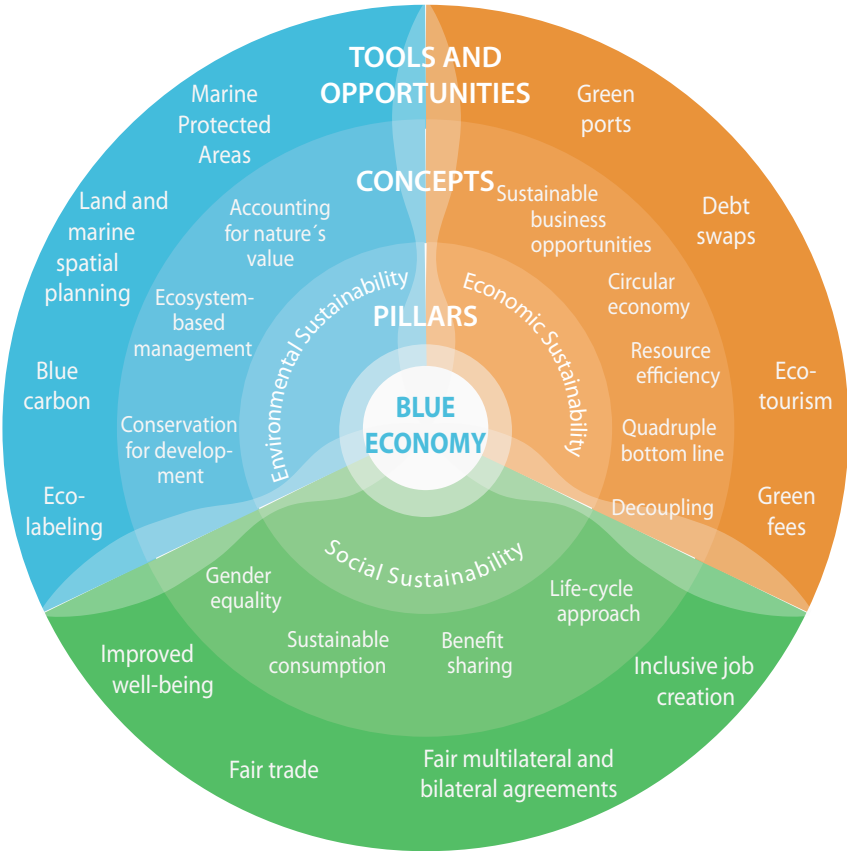 TOOLS AND
OPPORTUNITIES
Marine
Protected
Areas
Land and
marine
spatial
planning
Blue
carbon
Eco-
labeling
Green
ports
Debt
swaps
Eco-
tourism
Green
fees
CONCEPTS
Accounting
for nature´s
value
Ecosystem-
based
management
Conservation
for develop-
ment
Sustainable
business
opportunities
Circular
economy
Resource
efficiency
Quadruple
bottom line
Decoupling
PILLARS
Environmental Sustainability
Economic Sustainability
BLUE
ECONOMY
Social Sustainability
Gender
equality
Sustainable
consumption
Benefit
sharing
Life-cycle
approach
Improved
well-being
Fair trade
Fair multilateral and
bilateral agreements
Inclusive job
creation